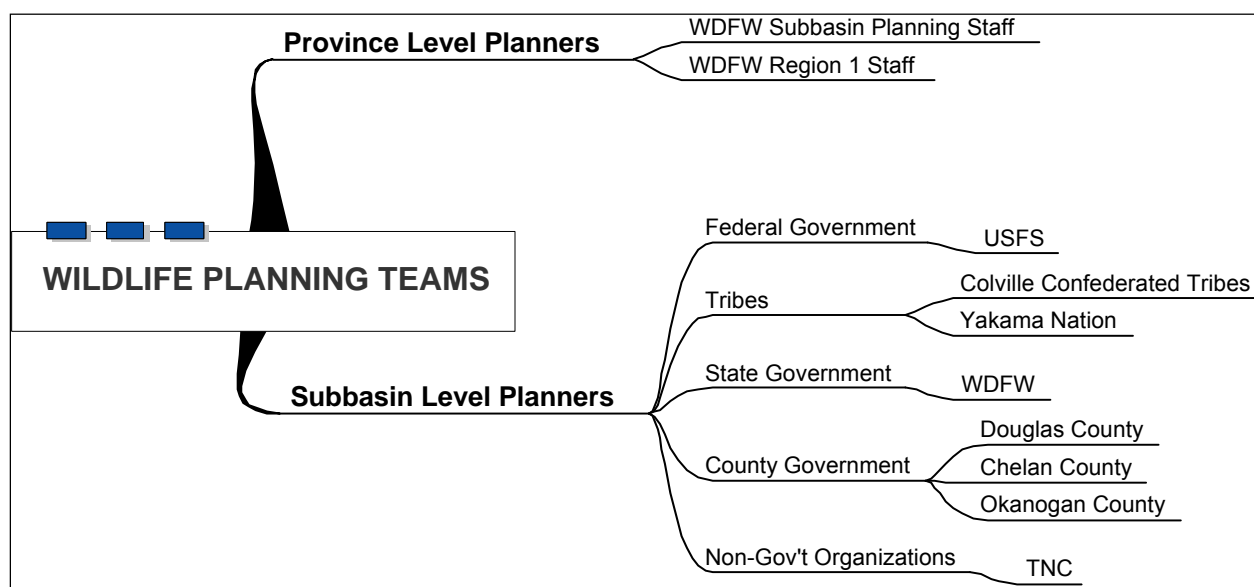 Province Level Planners
WDFW Subbasin Planning Staff
WDFW Region 1 Staff
WILDLIFE PLANNING TEAMS
Subbasin Level Planners
Federal Government
USFS
Tribes
Colville Confederated Tribes
Yakama Nation
State Government
WDFW
County Government
Douglas County
Chelan County
Okanogan County
Non-Gov't Organizations
TNC